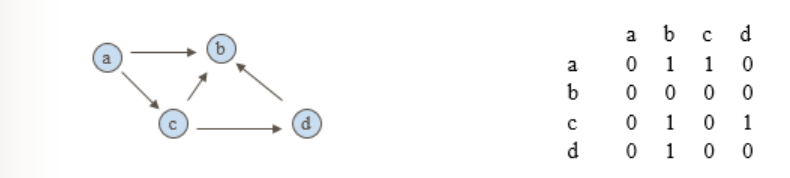 a
b
c
d
a b c d
a 0 1 1 0
b 0 0 0 0
c 0 1 0 1
d 0 1 0 0